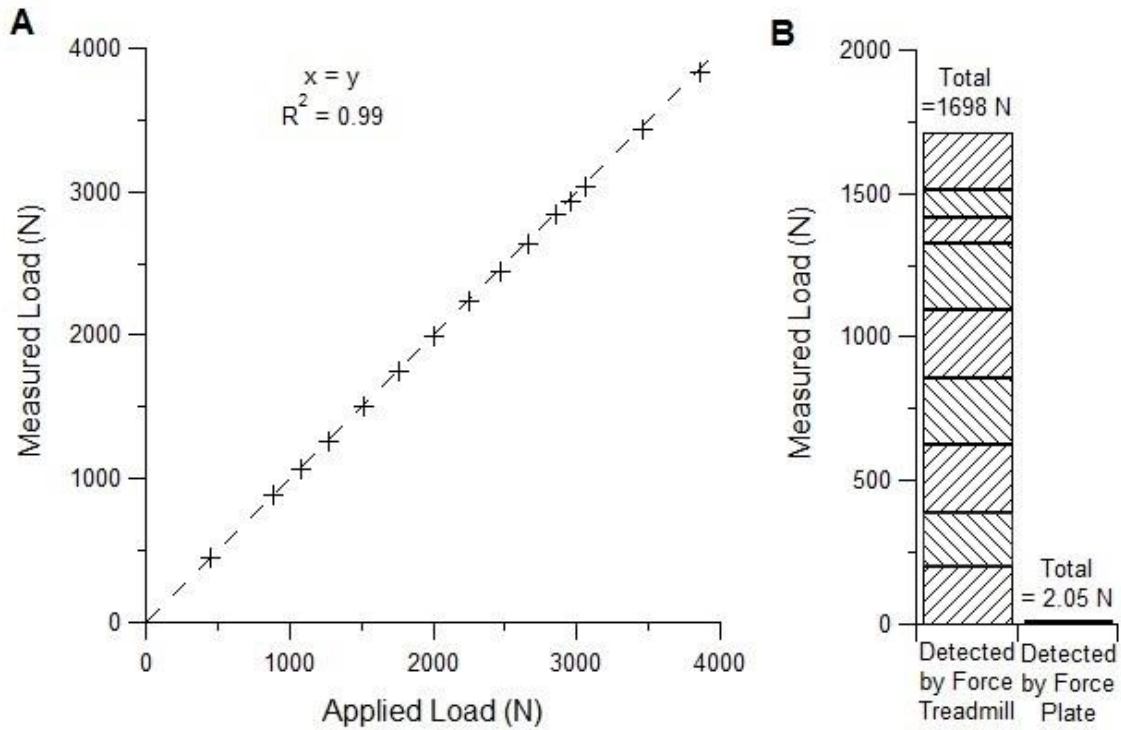 A
x = y
R² = 0.99
4000
3000
2000
1000
0
Measured Load (N)
0
1000
2000
3000
4000
Applied Load (N)
B
2000
1500
1000
500
0
Measured Load (N)
Total
=1698 N
Total
= 2.05 N
Detected
by Force
Treadmill
Detected
by Force
Plate